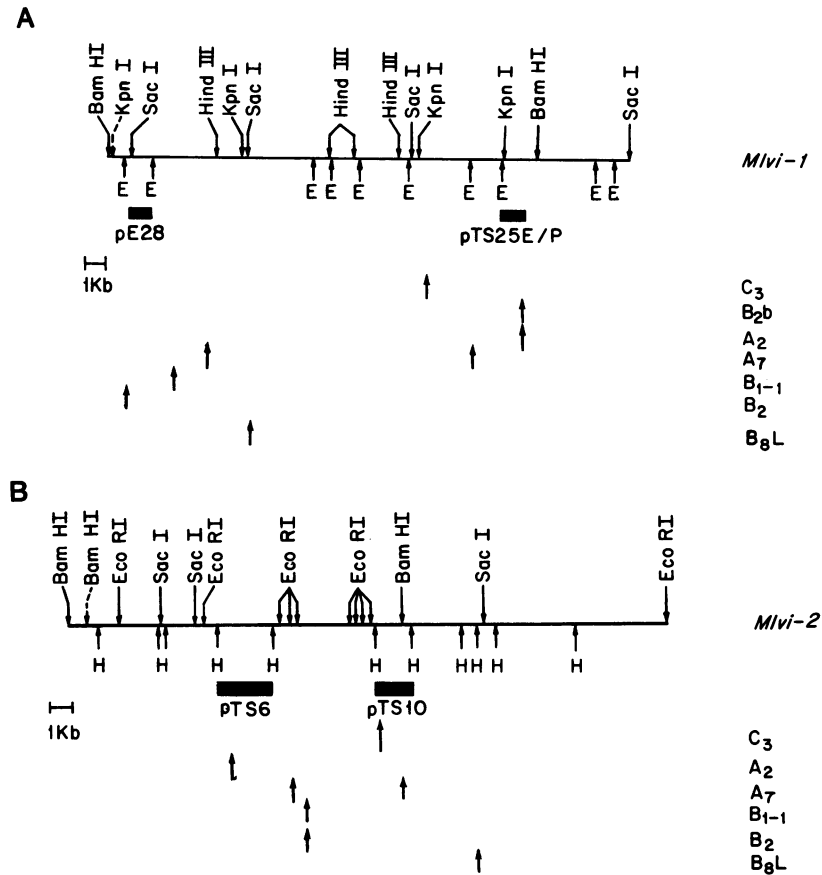 A
Bam HI
Kpn I
Sac I
Hind III
Kpn I
Sac I
Hind III
Hind III
Sac I
Kpn I
Kpn I
Bam HI
Sac I
Mlvi-1
E E E E E E E E E E
pE28
pTS25E/P
1Kb
C3
B2b
A2
A7
B1-1
B2
B8L
B
Bam HI
Bam HI
Eco RI
Sac I
Sac I
Eco RI
Eco RI
Eco RI
Bam HI
Sac I
Eco RI
Mlvi-2
H H H H H H H H H H
pTS6
pTS10
1Kb
C3
A2
A7
B1-1
B2
B8L